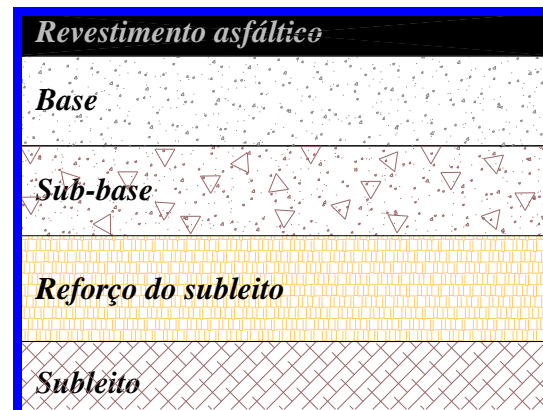 Revestimento asfáltico
Base
Sub-base
Reforço do subleito
Subleito